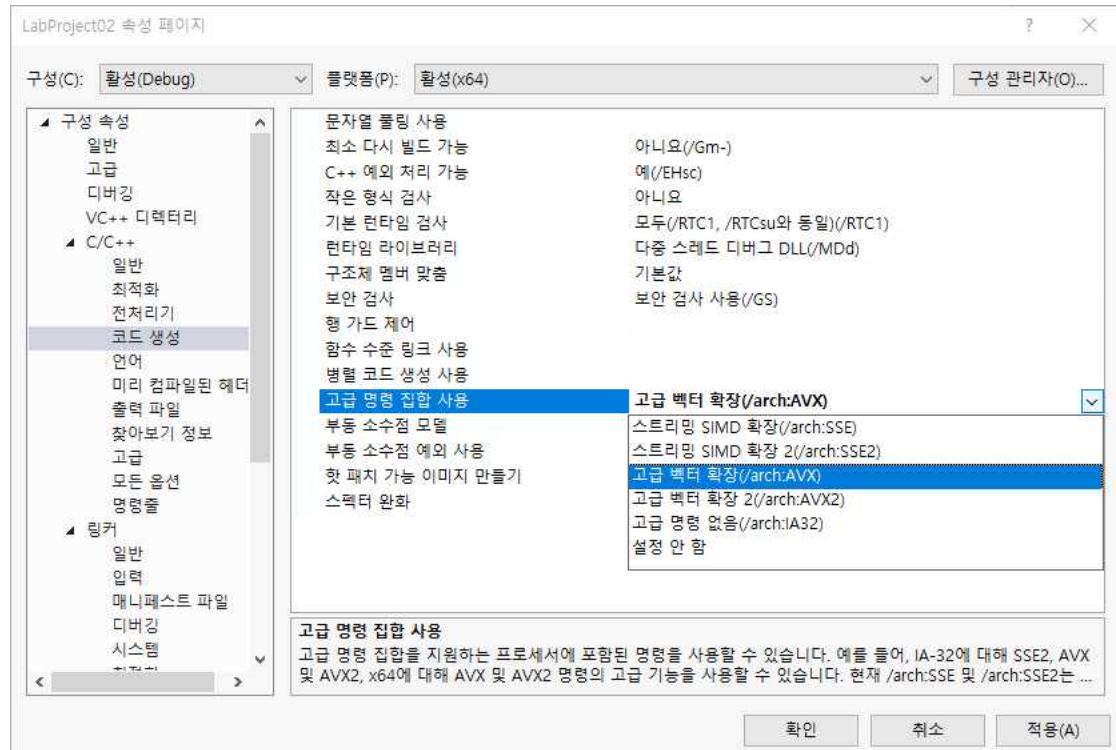 LabProject02 속성 페이지
구성(C): 활성(Debug) 플랫폼(P): 활성(x64) 구성 관리자(O)...
구성 속성
일반
고급
디버깅
VC++ 디렉터리
C/C++
일반
최적화
전처리기
코드 생성
언어
미리 컴파일된 헤더
출력 파일
찾아보기 정보
고급
모든 옵션
명령줄
링커
일반
입력
매니페스트 파일
디버깅
시스템
문자열 풀링 사용
최소 다시 빌드 가능 아니요(/Gm-)
C++ 예외 처리 가능 예(/EHsc)
작은 형식 검사 아니요
기본 런타임 검사 모두(/RTC1, /RTCsu와 동일)(/RTC1)
런타임 라이브러리 다중 스레드 디버그 DLL(/MDd)
구조체 멤버 맞춤 기본값
보안 검사 보안 검사 사용(/GS)
행 가드 제어
함수 수준 링크 사용
병렬 코드 생성 사용
고급 명령 집합 사용 고급 벡터 확장(/arch:AVX)
부동 소수점 모델 스트리밍 SIMD 확장(/arch:SSE)
부동 소수점 예외 사용 스트리밍 SIMD 확장 2(/arch:SSE2)
핫 패치 가능 이미지 만들기 고급 벡터 확장(/arch:AVX)
스펙터 완화 고급 벡터 확장 2(/arch:AVX2)
고급 명령 없음(/arch:IA32)
설정 안 함
고급 명령 집합 사용
고급 명령 집합을 지원하는 프로세서에 포함된 명령을 사용할 수 있습니다. 예를 들어, IA-32에 대해 SSE2, AVX
및 AVX2, x64에 대해 AVX 및 AVX2 명령의 고급 기능을 사용할 수 있습니다. 현재 /arch:SSE 및 /arch:SSE2는 ...
확인 취소 적용(A)